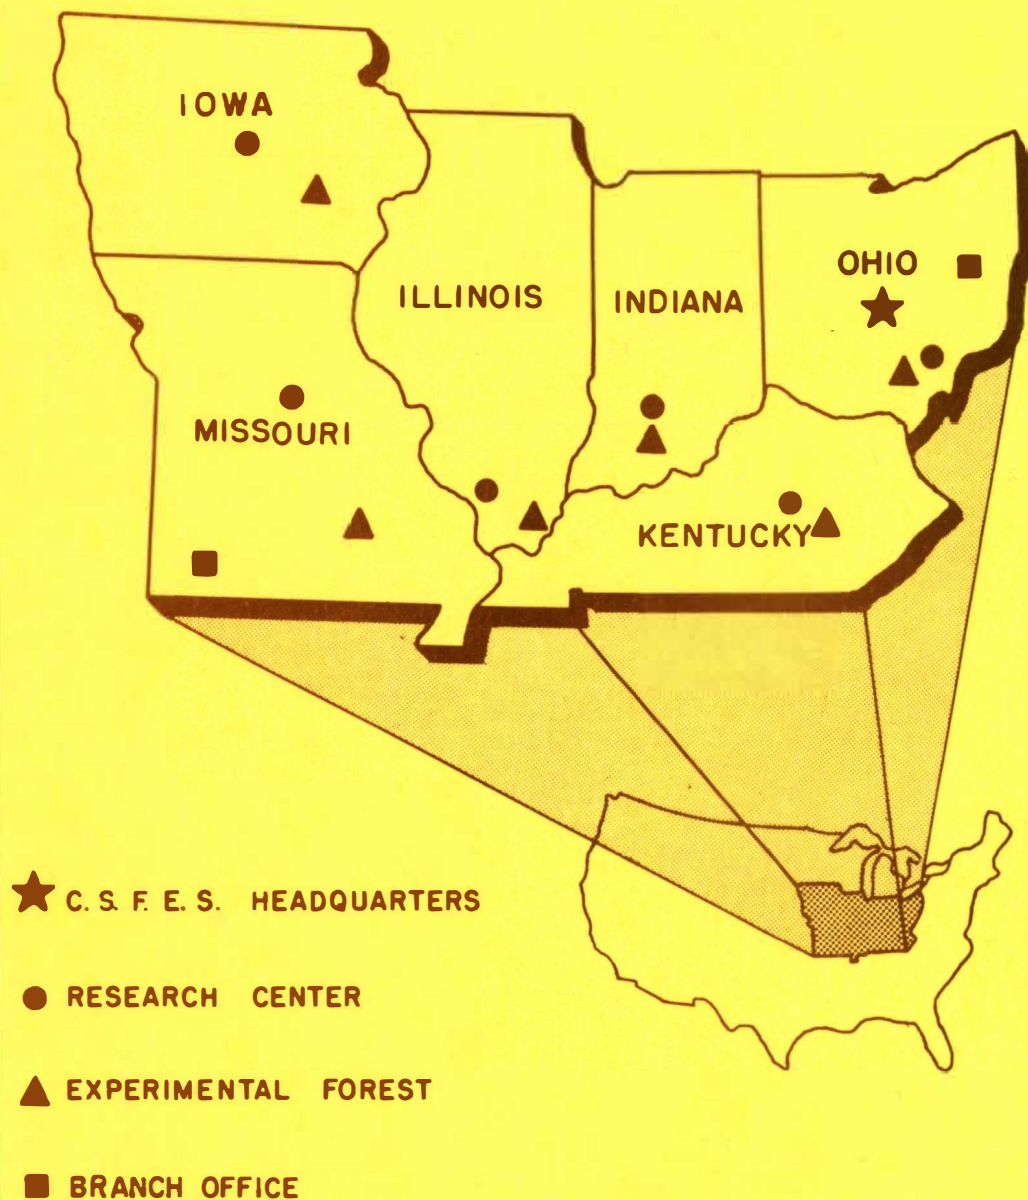 IOWA
ILLINOIS
INDIANA
OHIO
MISSOURI
KENTUCKY
C. S. F. E. S. HEADQUARTERS
RESEARCH CENTER
EXPERIMENTAL FOREST
BRANCH OFFICE